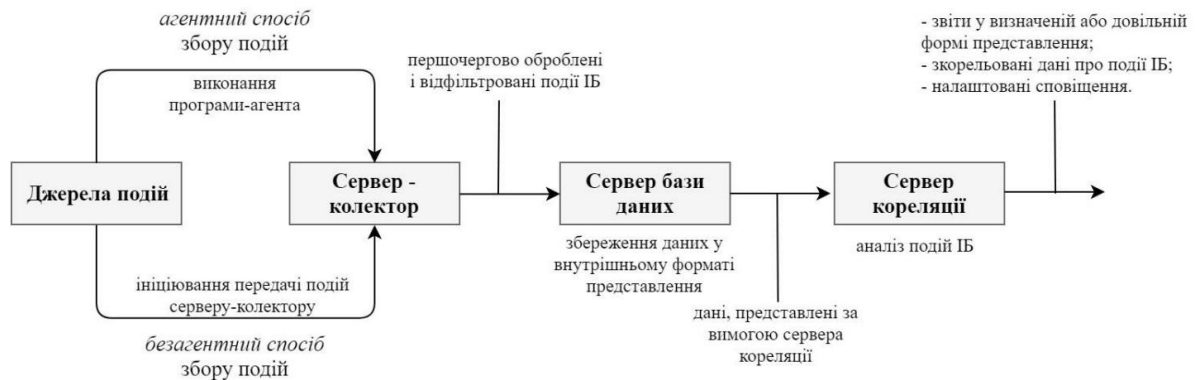 агентний спосіб
збору подій
виконання
програми-агента
Джерела подій
ініціювання передачі подій
серверу-колектору
безагентний спосіб
збору подій
Сервер -
колектор
першочергово оброблені
і відфільтровані події ІБ
Сервер бази
даних
збереження даних у
внутрішньому форматі
представлення
дані, представлені за
вимогою сервера
кореляції
Сервер
кореляції
аналіз подій ІБ
- звіти у визначеній або довільній
формі представлення;
- зкорельовані дані про події ІБ;
- налаштовані сповіщення.